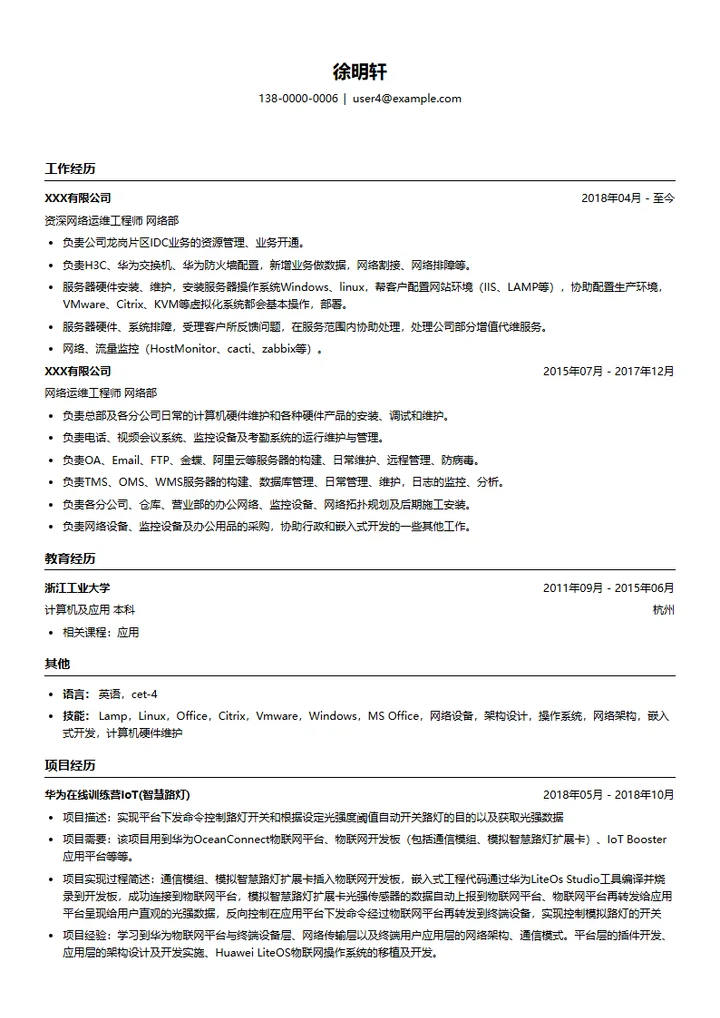 徐明轩
138-0000-0006 | user4@example.com
工作经历
XXX有限公司 2018年04月 - 至今
资深网络运维工程师 网络部
• 负责公司龙岗片区IDC业务的资源管理、业务开通。
• 负责H3C、华为交换机、华为防火墙配置，新增业务做数据，网络割接、网络排障等。
• 服务器硬件安装、维护，安装服务器操作系统Windows、linux，帮客户配置网站环境（IIS、LAMP等），协助配置生产环境，
VMware、Citrix、KVM等虚拟化系统都会基本操作，部署。
• 服务器硬件、系统排障，受理客户所反馈问题，在服务范围内协助处理，处理公司部分增值代维服务。
• 网络、流量监控（HostMonitor、cacti、zabbix等）。
XXX有限公司 2015年07月 - 2017年12月
网络运维工程师 网络部
• 负责总部及各分公司日常的计算机硬件维护和各种硬件产品的安装、调试和维护。
• 负责电话、视频会议系统、监控设备及考勤系统的运行维护与管理。
• 负责OA、Email、FTP、金蝶、阿里云等服务器的构建、日常维护、远程管理、防病毒。
• 负责TMS、OMS、WMS服务器的构建、数据库管理、日常管理、维护，日志的监控、分析。
• 负责各分公司、仓库、营业部的办公网络、监控设备、网络拓扑规划及后期施工安装。
• 负责网络设备、监控设备及办公用品的采购，协助行政和嵌入式开发的一些其他工作。
教育经历
浙江工业大学 2011年09月 - 2015年06月
计算机及应用 本科 杭州
• 相关课程：应用
其他
• 语言： 英语，cet-4
• 技能： Lamp，Linux，Office，Citrix，Vmware，Windows，MS Office，网络设备，架构设计，操作系统，网络架构，嵌入
式开发，计算机硬件维护
项目经历
华为在线训练营IoT(智慧路灯) 2018年05月 - 2018年10月
• 项目描述：实现平台下发命令控制路灯开关和根据设定光强度阈值自动开关路灯的目的以及获取光强数据
• 项目需要：该项目用到华为OceanConnect物联网平台、物联网开发板（包括通信模组、模拟智慧路灯扩展卡）、IoT Booster
应用平台等等。
• 项目实现过程简述：通信模组、模拟智慧路灯扩展卡插入物联网开发板，嵌入式工程代码通过华为LiteOs Studio工具编译并烧
录到开发板，成功连接到物联网平台，模拟智慧路灯扩展卡光强传感器的数据自动上报到物联网平台、物联网平台再转发给应用
平台呈现给用户直观的光强数据，反向控制在应用平台下发命令经过物联网平台再转发到终端设备，实现控制模拟路灯的开关
• 项目经验：学习到华为物联网平台与终端设备层、网络传输层以及终端用户应用层的网络架构、通信模式。平台层的插件开发、
应用层的架构设计及开发实施、Huawei LiteOS物联网操作系统的移植及开发。